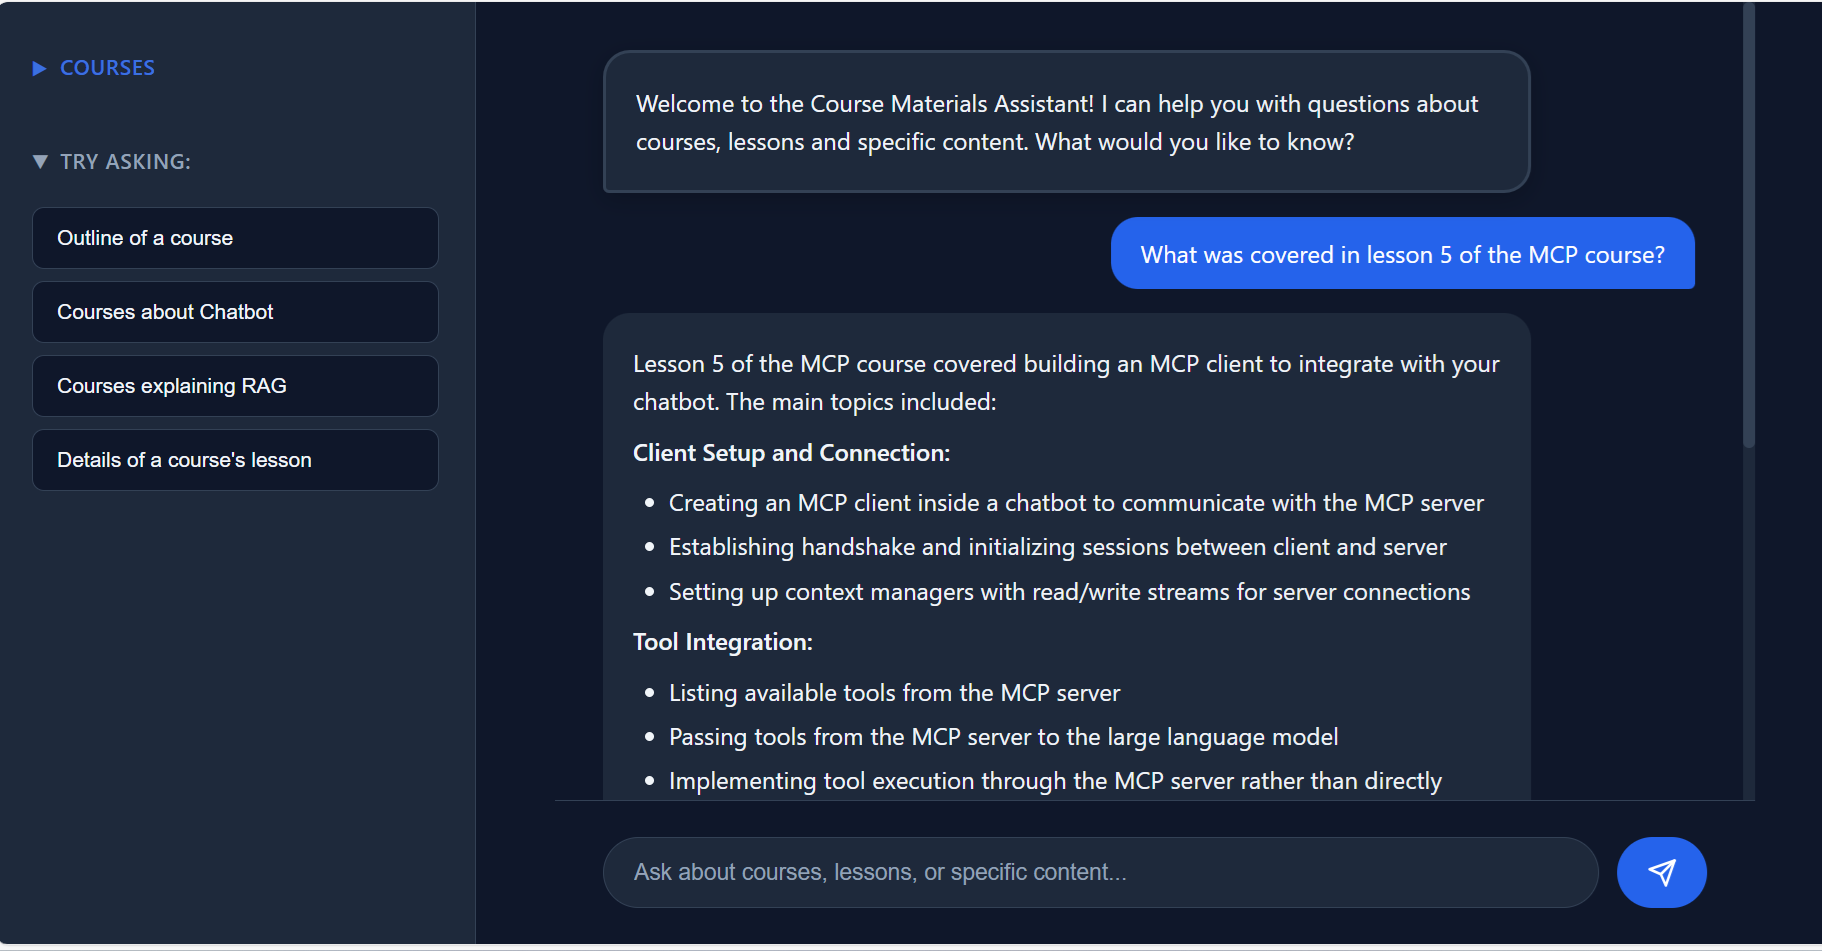 COURSES
TRY ASKING:
Outline of a course
Courses about Chatbot
Courses explaining RAG
Details of a course's lesson
Welcome to the Course Materials Assistant! I can help you with questions about
courses, lessons and specific content. What would you like to know?
What was covered in lesson 5 of the MCP course?
Lesson 5 of the MCP course covered building an MCP client to integrate with your
chatbot. The main topics included:
Client Setup and Connection:
Creating an MCP client inside a chatbot to communicate with the MCP server
Establishing handshake and initializing sessions between client and server
Setting up context managers with read/write streams for server connections
Tool Integration:
Listing available tools from the MCP server
Passing tools from the MCP server to the large language model
Implementing tool execution through the MCP server rather than directly
Ask about courses, lessons, or specific content...